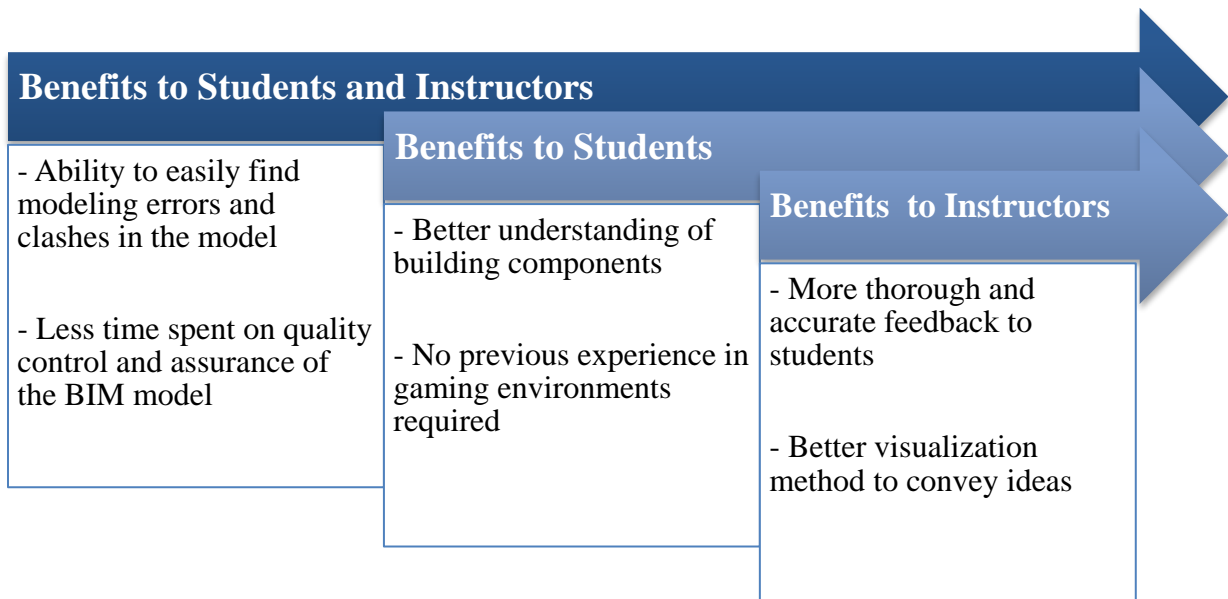 Benefits to Students and Instructors
- Ability to easily find
modeling errors and
clashes in the model
- Less time spent on quality
control and assurance of
the BIM model
Benefits to Students
- Better understanding of
building components
- No previous experience in
gaming environments
required
Benefits  to Instructors
- More thorough and
accurate feedback to
students
- Better visualization
method to convey ideas